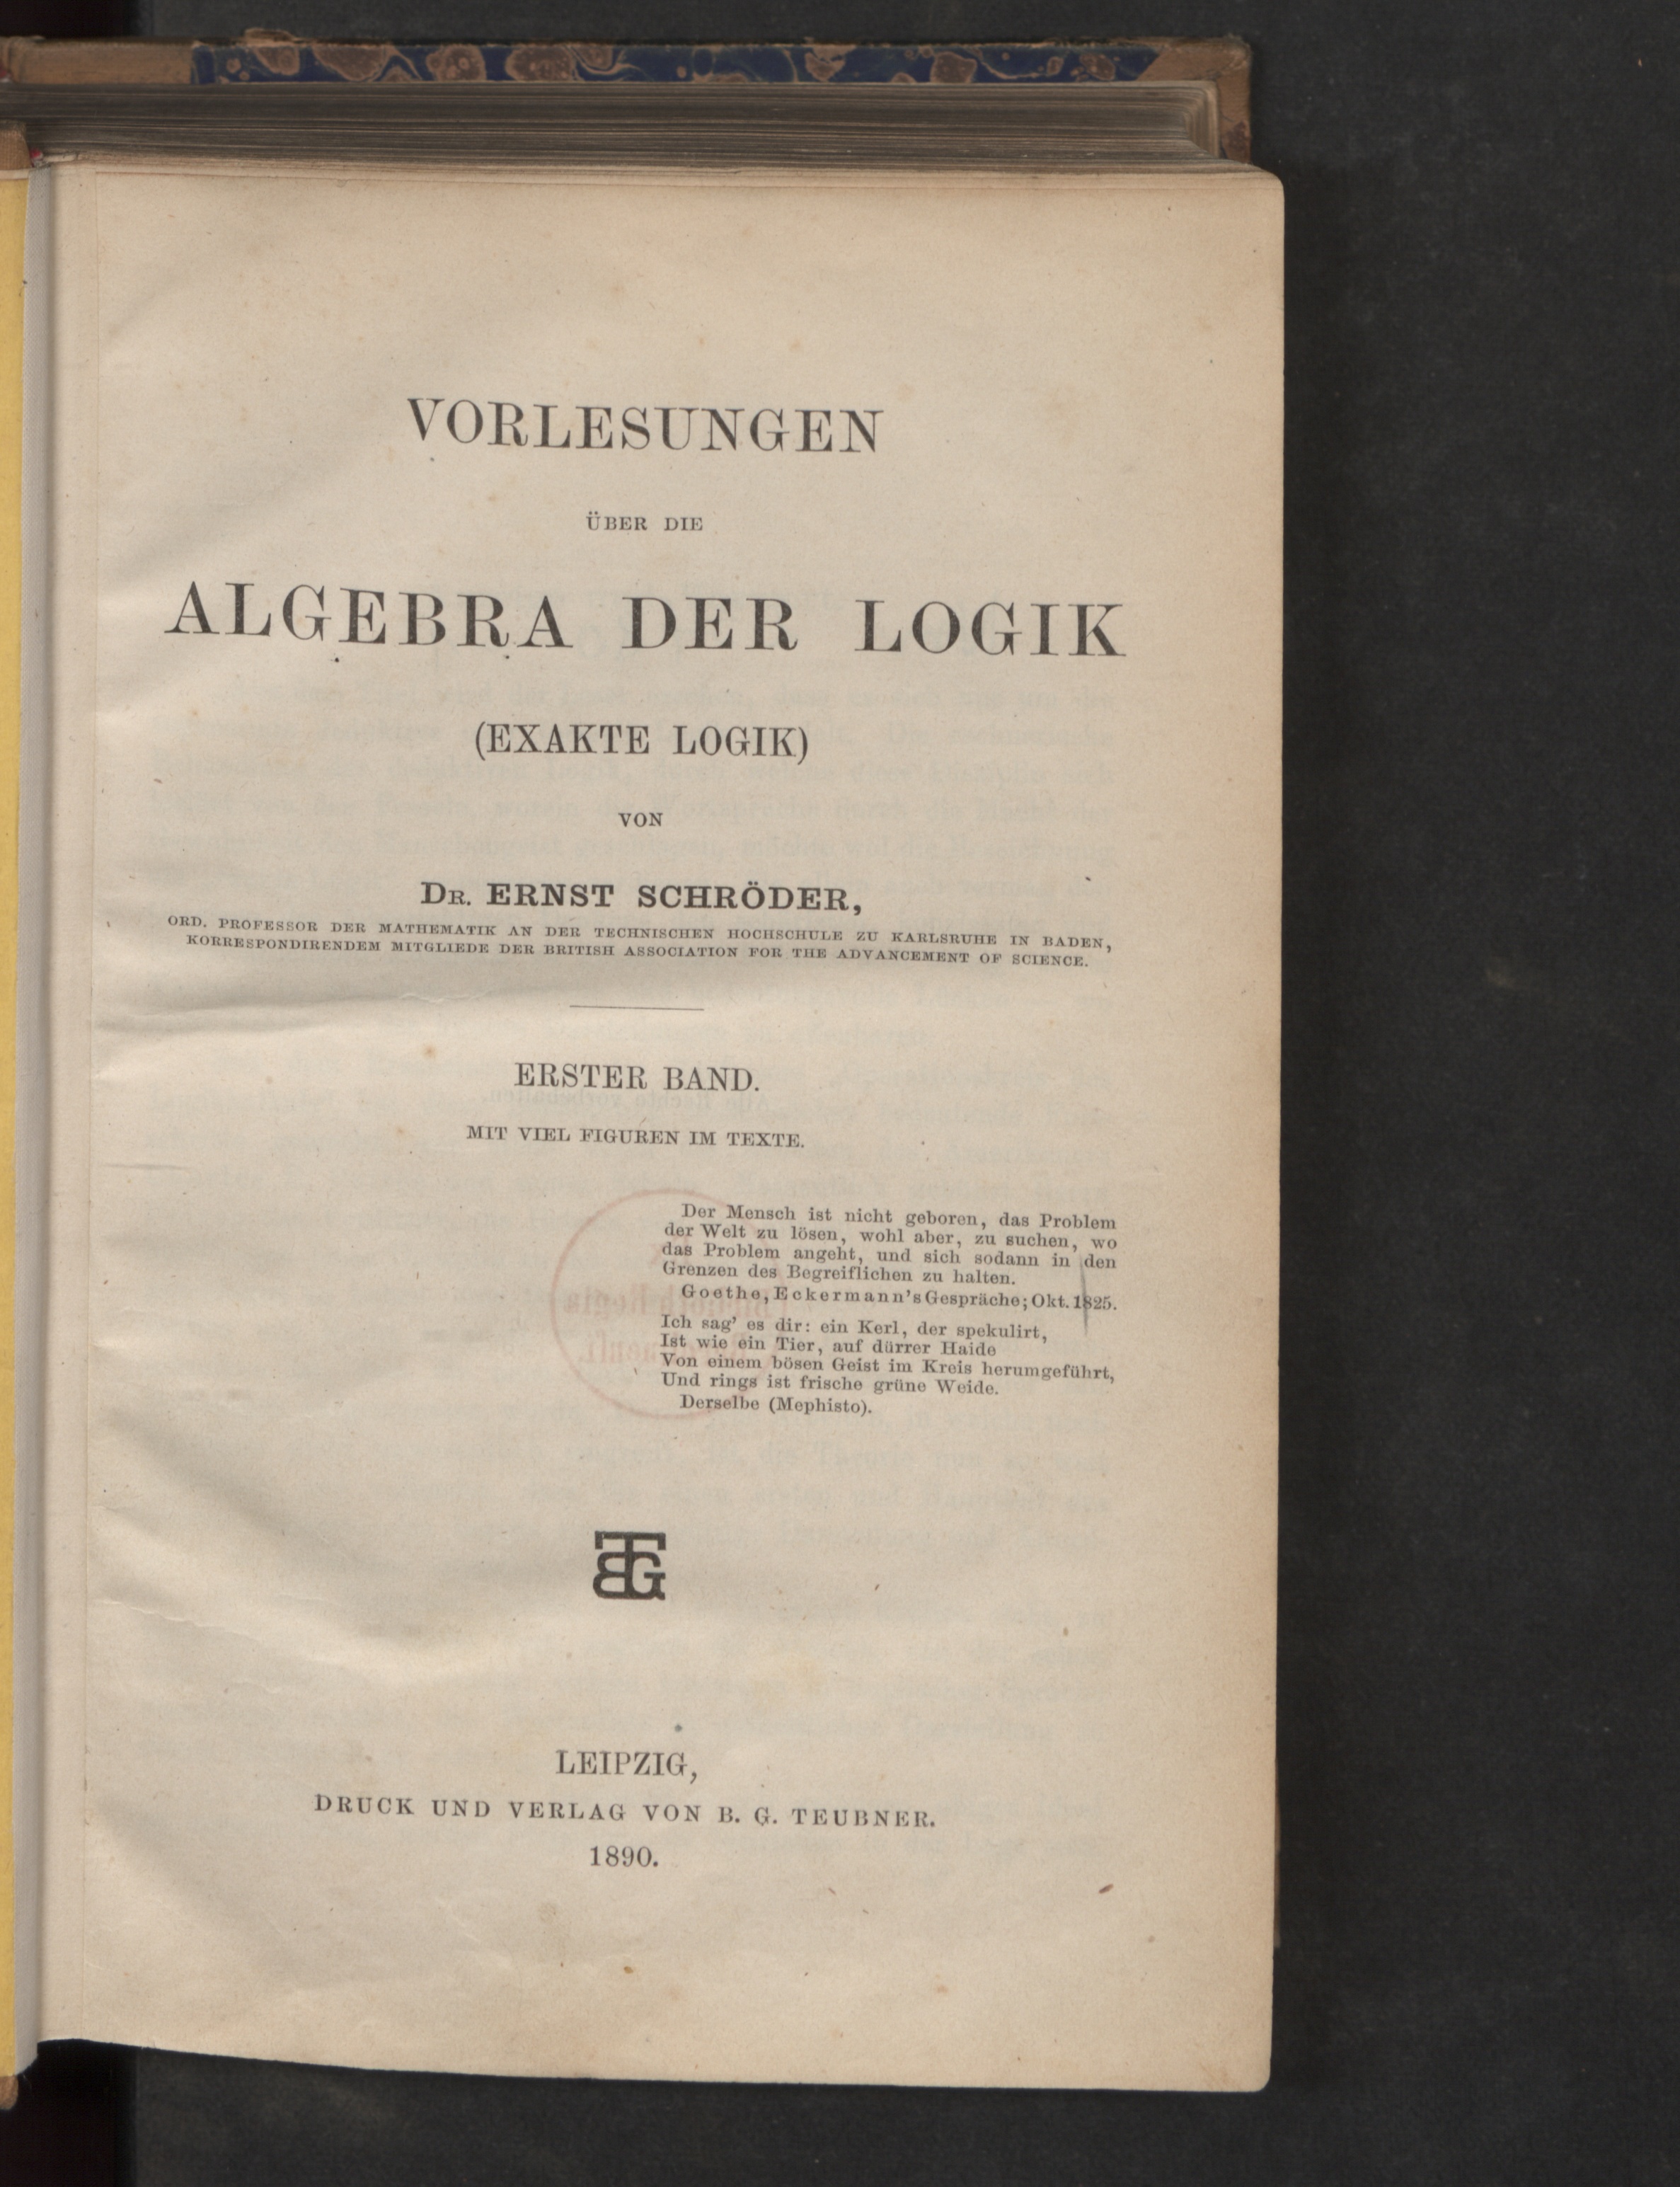 VORLESUNGEN
ÜBER DIE
ALGEBRA DER LOGIK
(EXAKTE LOGIK)
VON
DR. ERNST SCHRÖDER,
ORD. PROFESSOR DER MATHEMATIK AN DER TECHNISCHEN HOCHSCHULE ZU KARLSRUHE IN BADEN,
KORRESPONDIRENDEM MITGLIEDE DER BRITISH ASSOCIATION FOR THE ADVANCEMENT OF SCIENCE.
ERSTER BAND.
MIT VIEL FIGUREN IM TEXTE.
Der Mensch ist nicht geboren, das Problem
der Welt zu lösen, wohl aber, zu suchen, wo
das Problem angeht, und sich sodann in den
Grenzen des Begreiflichen zu halten.
Goethe, Eckermann's Gespräche; Okt. 1825.
Ich sag' es dir: ein Kerl, der spekulirt,
Ist wie ein Tier, auf dürrer Haide
Von einem bösen Geist im Kreis herumgeführt,
Und rings ist frische grüne Weide.
Derselbe (Mephisto).
BTG
LEIPZIG,
DRUCK UND VERLAG VON B. G. TEUBNER.
1890.